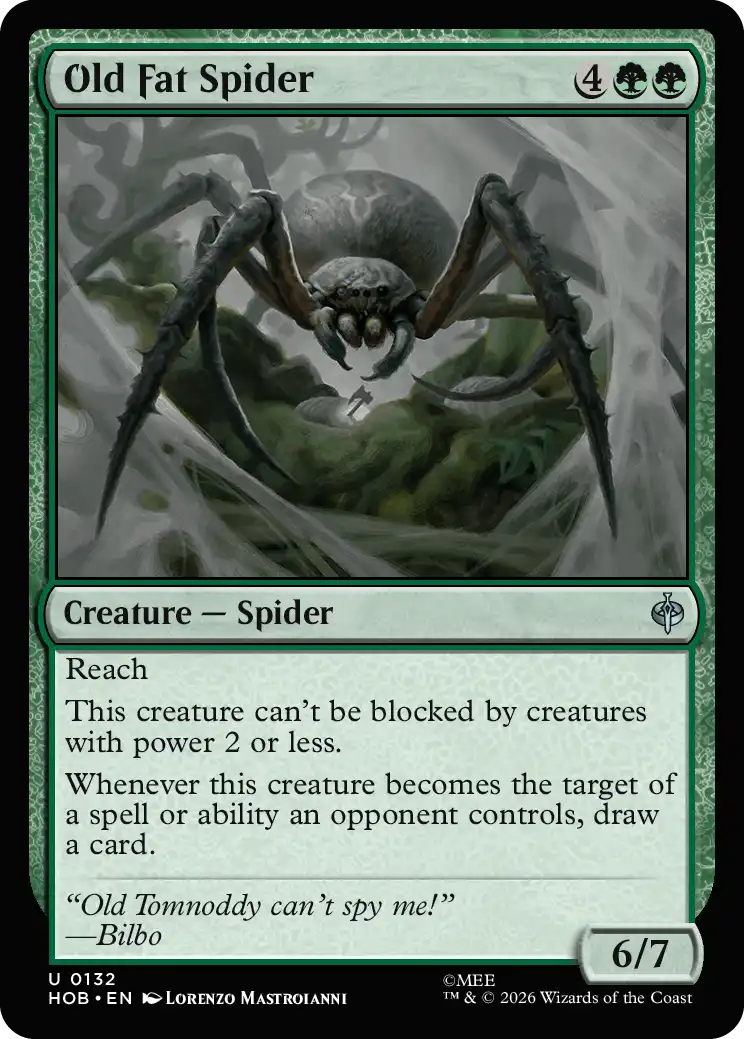 Old Fat Spider 4
Creature — Spider
Reach
This creature can't be blocked by creatures
with power 2 or less.
Whenever this creature becomes the target of
a spell or ability an opponent controls, draw
a card.
“Old Tomnoddy can't spy me!”
—Bilbo
6/7
U 0132
HOB • EN Lorenzo Mastroianni
©MEE
™ & © 2026 Wizards of the Coast